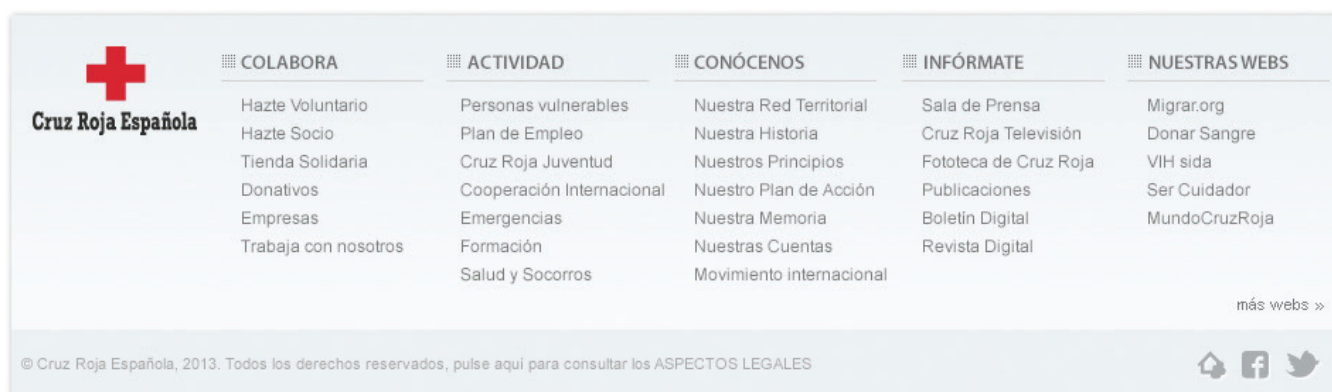 Cruz Roja Española
COLABORA
Hazte Voluntario
Hazte Socio
Tienda Solidaria
Donativos
Empresas
Trabaja con nosotros
ACTIVIDAD
Personas vulnerables
Plan de Empleo
Cruz Roja Juventud
Cooperación Internacional
Emergencias
Formación
Salud y Socorros
CONÓCENOS
Nuestra Red Territorial
Nuestra Historia
Nuestros Principios
Nuestro Plan de Acción
Nuestra Memoria
Nuestras Cuentas
Movimiento internacional
INFÓRMATE
Sala de Prensa
Cruz Roja Televisión
Fototeca de Cruz Roja
Publicaciones
Boletín Digital
Revista Digital
NUESTRAS WEBS
Migrar.org
Donar Sangre
VIH sida
Ser Cuidador
MundoCruzRoja
más webs »
© Cruz Roja Española, 2013. Todos los derechos reservados, pulse aquí para consultar los ASPECTOS LEGALES